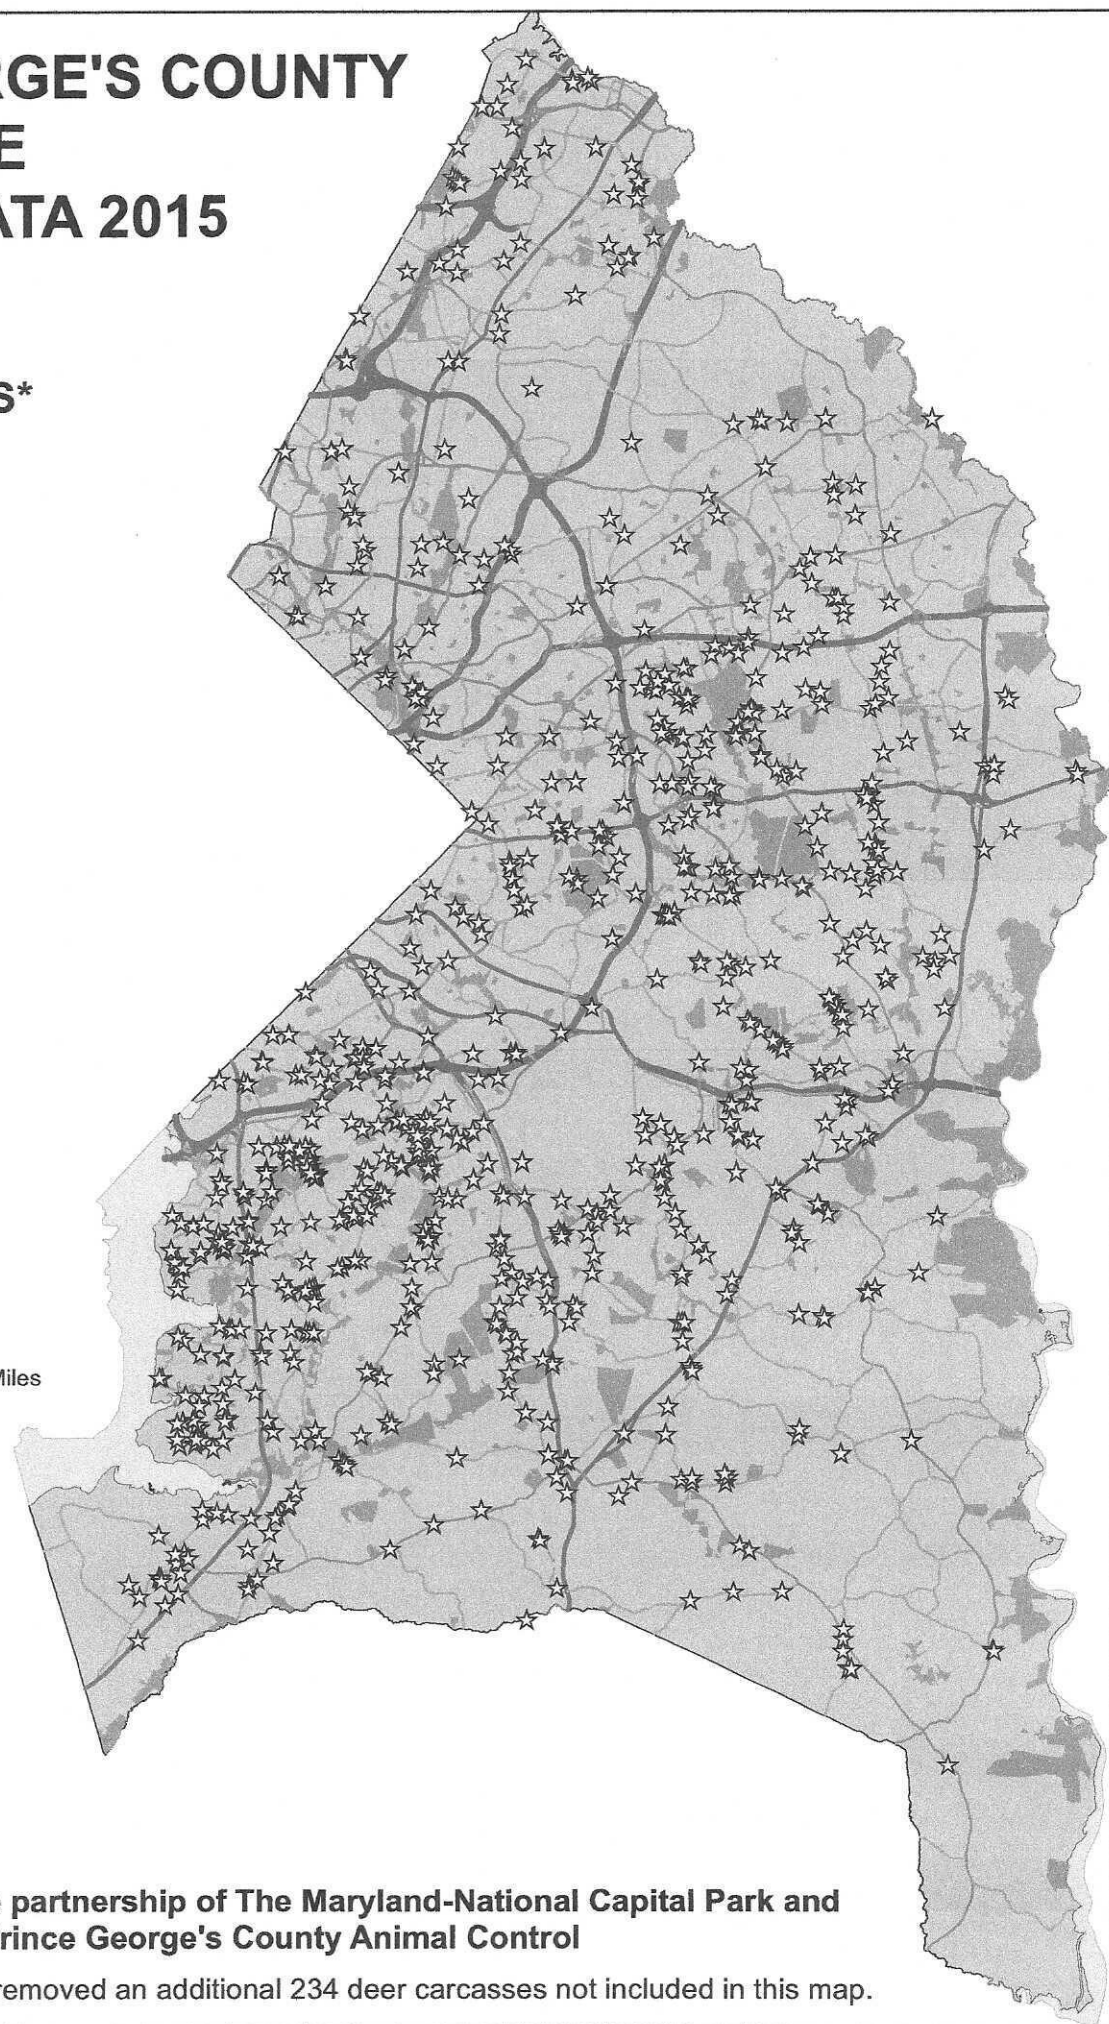 RGE'S COUNTY
E
ATA 2015
S*
Miles
e partnership of The Maryland-National Capital Park and
rince George's County Animal Control
removed an additional 234 deer carcasses not included in this map.